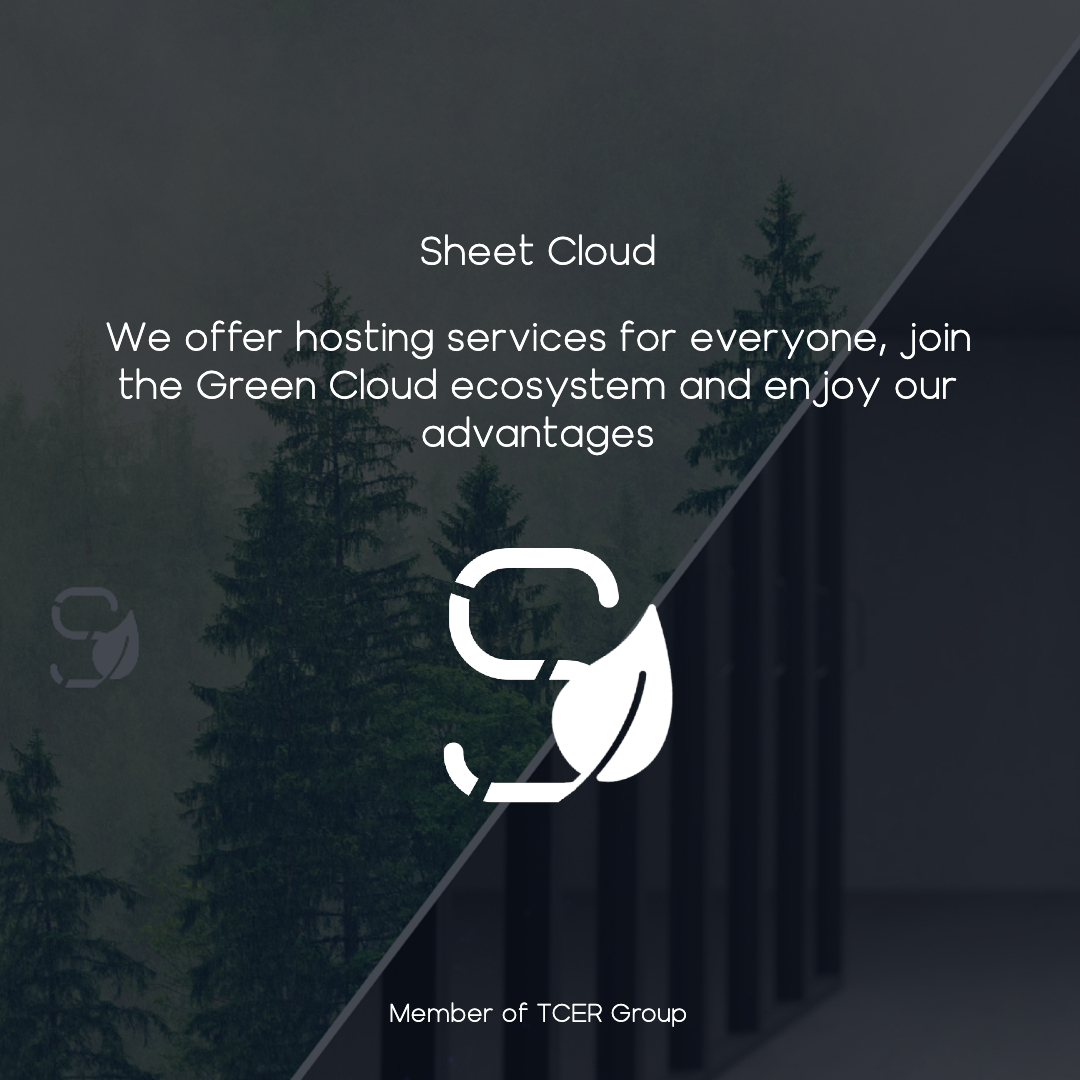 Sheet Cloud
We offer hosting services for everyone, join
the Green Cloud ecosystem and enjoy our
advantages
Member of TCER Group